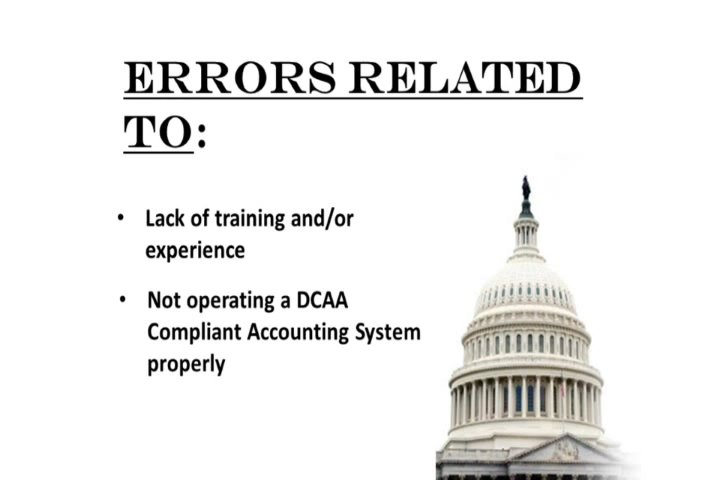 ERRORS RELATED
TO:
• Lack of training and/or
experience
• Not operating a DCAA
Compliant Accounting System
properly